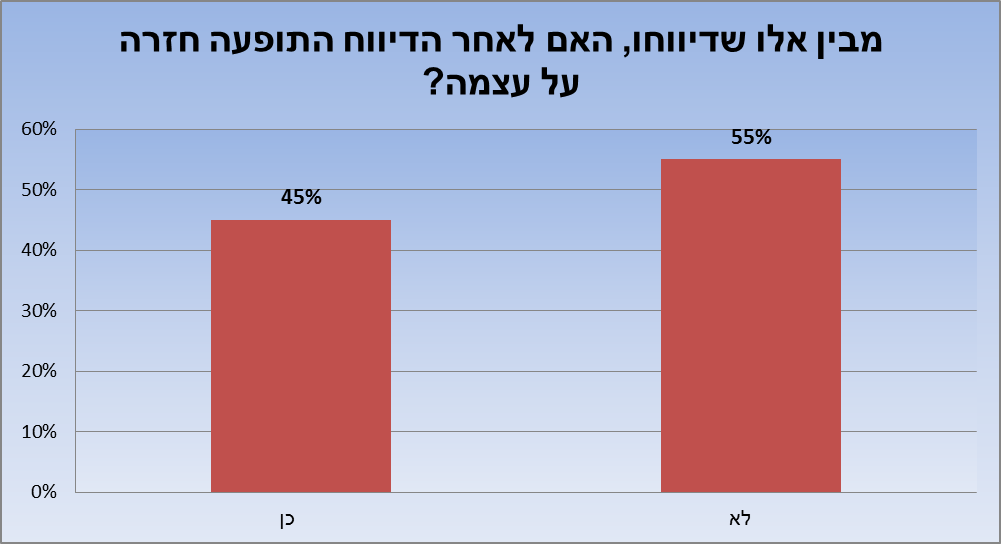 מבין אלו שדיווחו, האם לאחר הדיווח התופעה חזרה
על עצמה?
60%
55%
50%
45%
40%
30%
20%
10%
0%
כן
לא